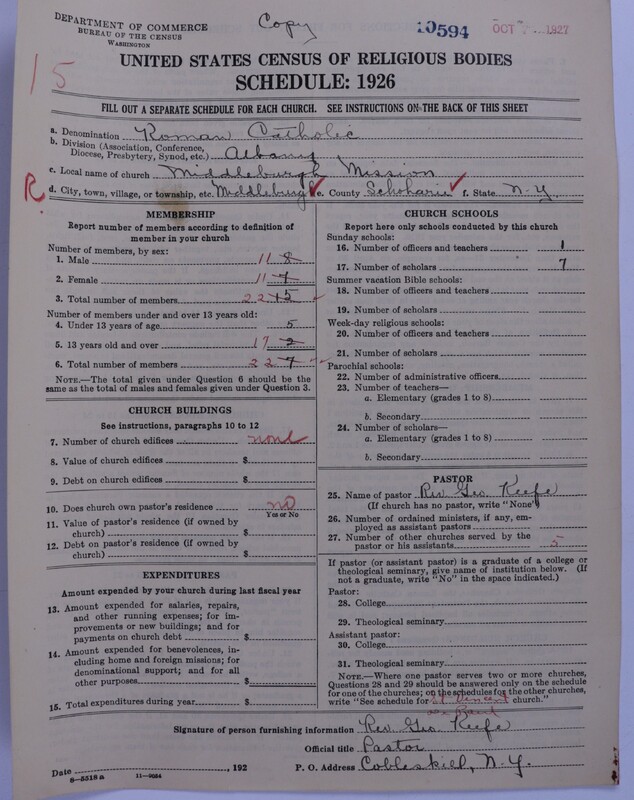 DEPARTMENT OF COMMERCE
BUREAU OF THE CENSUS
WASHINGTON
Copy
10594
OCT 1927
15
UNITED STATES CENSUS OF RELIGIOUS BODIES
SCHEDULE: 1926
FILL OUT A SEPARATE SCHEDULE FOR EACH CHURCH. SEE INSTRUCTIONS ON THE BACK OF THIS SHEET
a. Denomination Roman Catholic
b. Division (Association, Conference,
Diocese, Presbytery, Synod, etc.) Albany
c. Local name of church Middleburgh Mission
R. d. City, town, village, or township, etc. Middleburgh e. County Schoharie f. State N.Y.
MEMBERSHIP
Report number of members according to definition of
member in your church
Number of members, by sex:
1. Male 11 8
2. Female 11 7
3. Total number of members 22 15
Number of members under and over 13 years old:
4. Under 13 years of age 5
5. 13 years old and over 17 2
6. Total number of members 22 7
NOTE.—The total given under Question 6 should be the
same as the total of males and females given under Question 3.
CHURCH BUILDINGS
See instructions, paragraphs 10 to 12
7. Number of church edifices none
8. Value of church edifices $
9. Debt on church edifices $
10. Does church own pastor's residence no
Yes or No
11. Value of pastor's residence (if owned by
church) $
12. Debt on pastor's residence (if owned by
church) $
EXPENDITURES
Amount expended by your church during last fiscal year
13. Amount expended for salaries, repairs,
and other running expenses; for im-
provements or new buildings; and for
payments on church debt $
14. Amount expended for benevolences, in-
cluding home and foreign missions; for
denominational support; and for all
other purposes $
15. Total expenditures during year $
CHURCH SCHOOLS
Report here only schools conducted by this church
Sunday schools:
16. Number of officers and teachers 1
17. Number of scholars 7
Summer vacation Bible schools:
18. Number of officers and teachers
19. Number of scholars
Week-day religious schools:
20. Number of officers and teachers
21. Number of scholars
Parochial schools:
22. Number of administrative officers
23. Number of teachers—
a. Elementary (grades 1 to 8)
b. Secondary
24. Number of scholars—
a. Elementary (grades 1 to 8)
b. Secondary
PASTOR
25. Name of pastor Rev. Geo. Keefe
(If church has no pastor, write "None")
26. Number of ordained ministers, if any, em-
ployed as assistant pastors
27. Number of other churches served by the
pastor or his assistants 5
If pastor (or assistant pastor) is a graduate of a college or
theological seminary, give name of institution below. (If
not a graduate, write "No" in the space indicated.)
Pastor:
28. College
29. Theological seminary
Assistant pastor:
30. College
31. Theological seminary
NOTE.—Where one pastor serves two or more churches,
Questions 28 and 29 should be answered only on the schedule
for one of the churches; on the schedules for the other churches,
write "See schedule for St. Vincent church."
de Paul
Signature of person furnishing information Rev. Geo. Keefe
Official title Pastor
Date , 192 P. O. Address Cobleskill, N.Y.
8—5518 a 11—9034